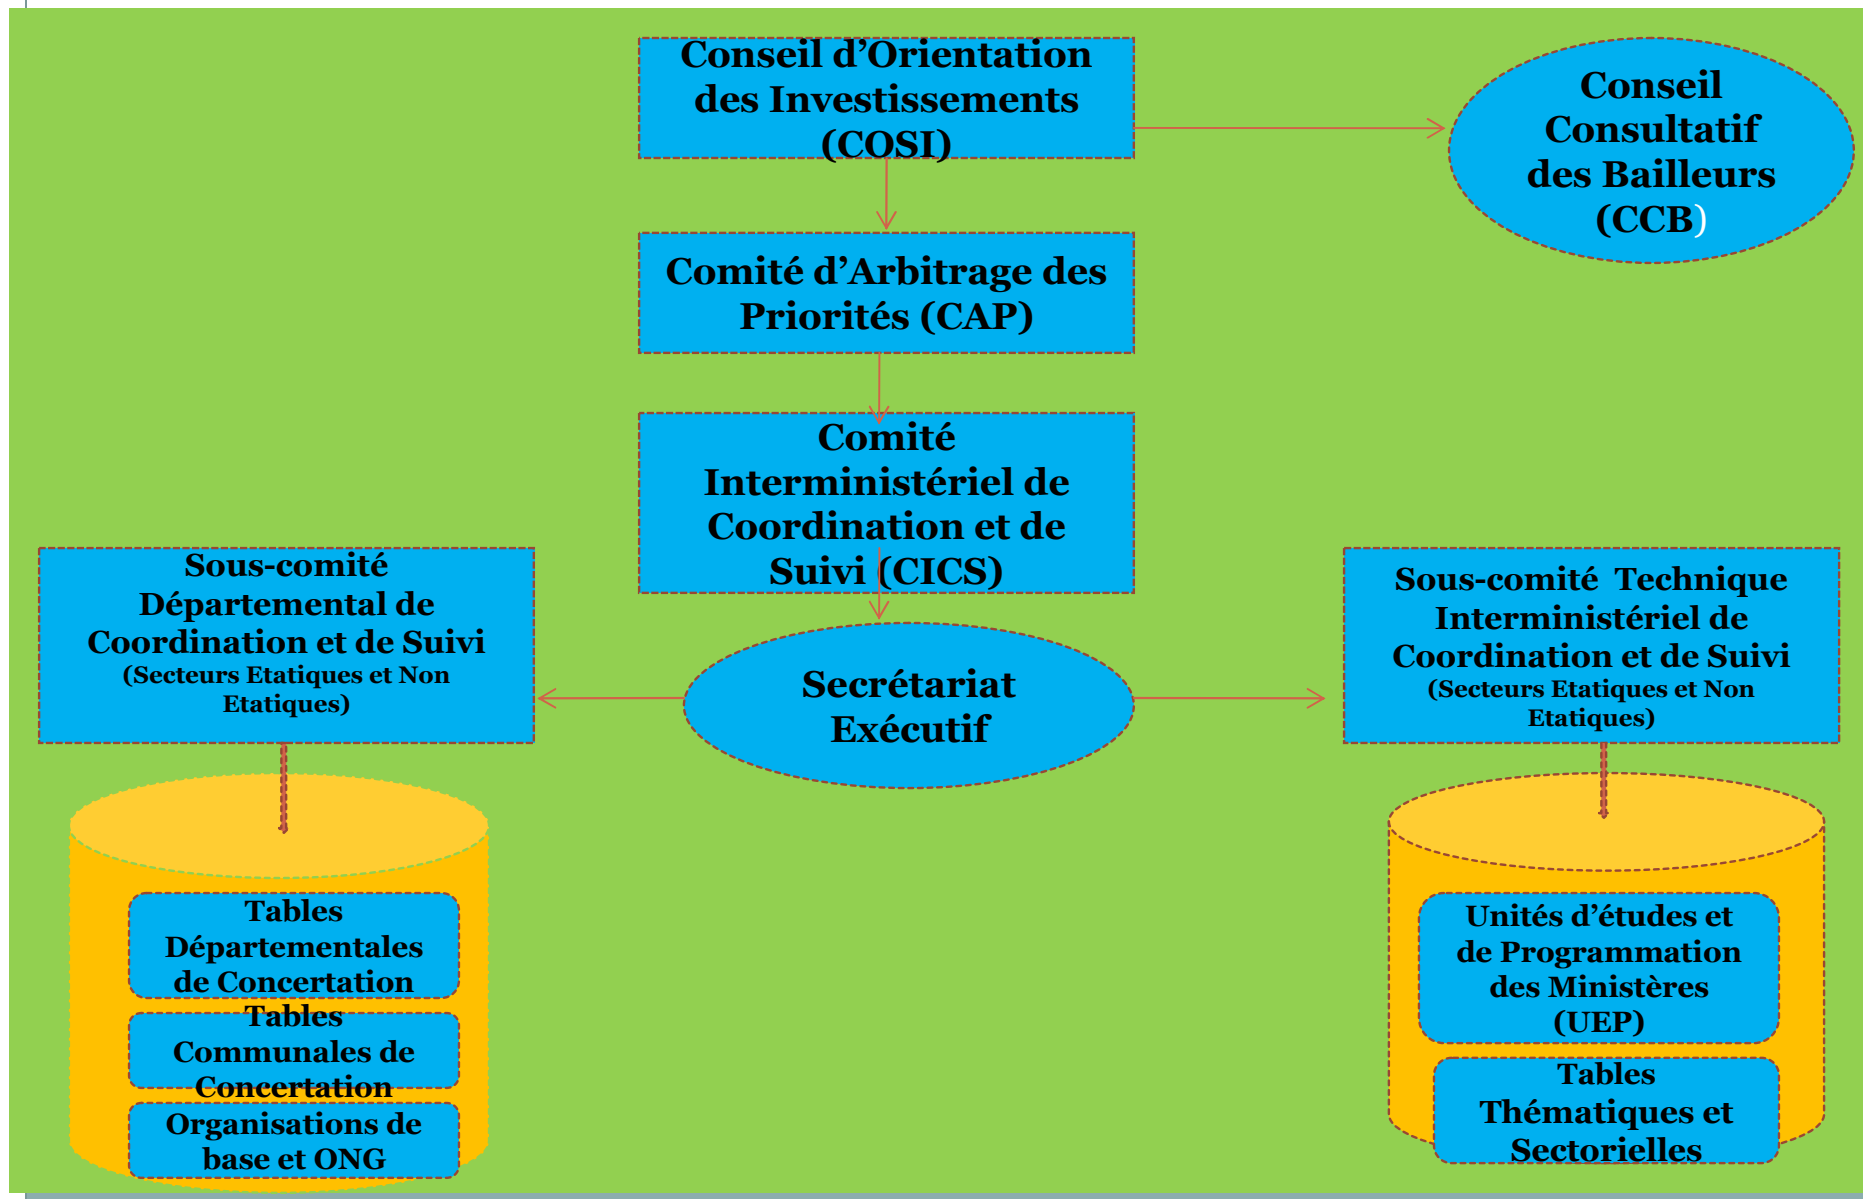 Conseil d’Orientation
des Investissements
(COSI)
Conseil
Consultatif
des Bailleurs
(CCB)
Comité d’Arbitrage des
Priorités (CAP)
Comité
Interministériel de
Coordination et de
Suivi (CICS)
Sous-comité
Départemental de
Coordination et de Suivi
(Secteurs Etatiques et Non
Etatiques)
Secrétariat
Exécutif
Sous-comité  Technique
Interministériel de
Coordination et de Suivi
(Secteurs Etatiques et Non
Etatiques)
Tables
Départementales
de Concertation
Tables
Communales de
Concertation
Organisations de
base et ONG
Unités d’études et
de Programmation
des Ministères
(UEP)
Tables
Thématiques et
Sectorielles